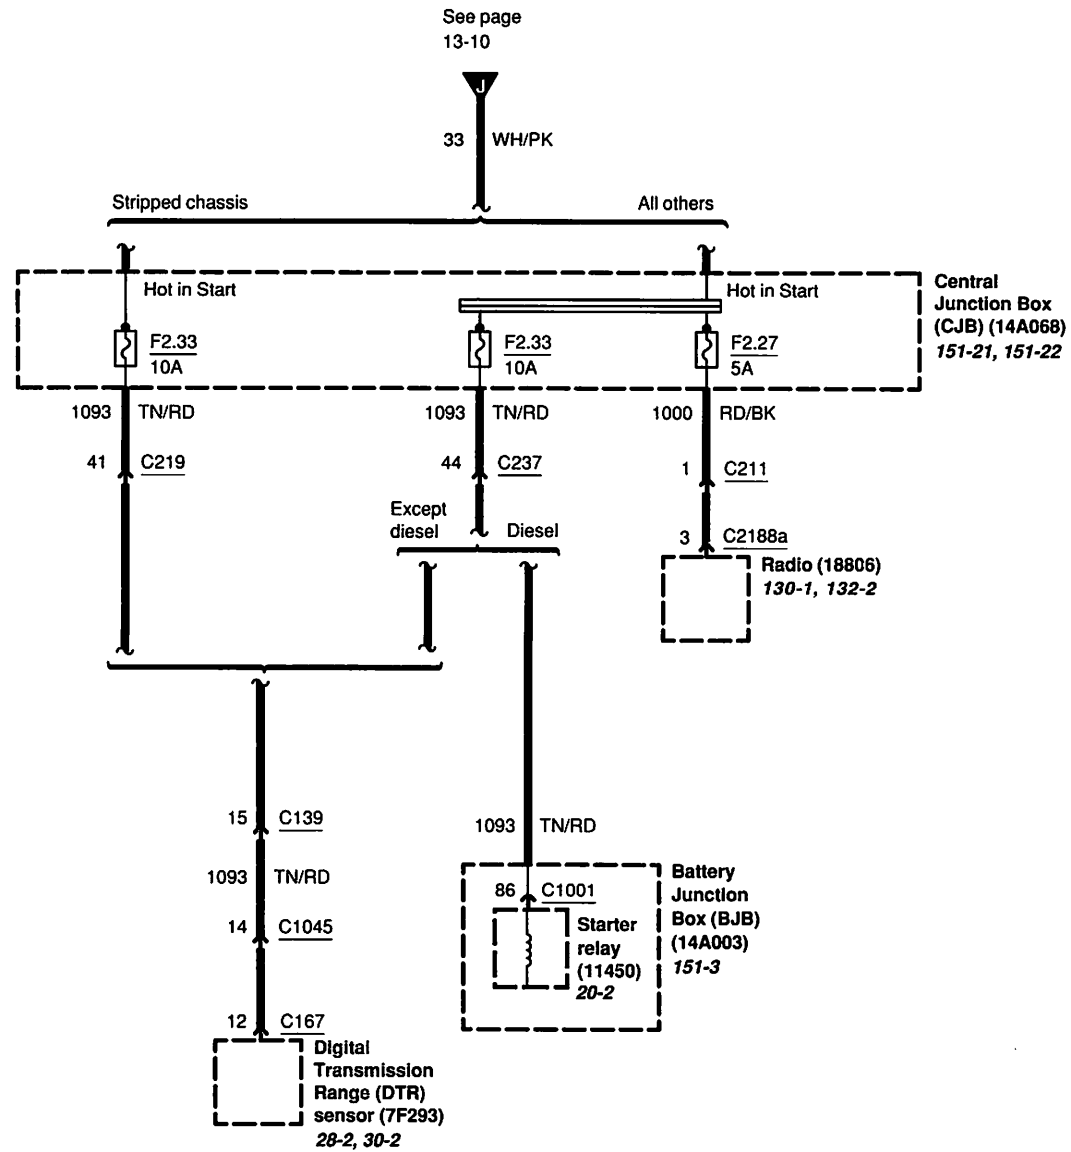 See page
13-10
J
33 WH/PK
Stripped chassis
All others
Hot in Start
Hot in Start
F2.33
10A
F2.33
10A
F2.27
5A
Central
Junction Box
(CJB) (14A068)
151-21, 151-22
1093 TN/RD
1093 TN/RD
1000 RD/BK
41 C219
44 C237
1 C211
Except
diesel
Diesel
3 C2188a
Radio (18806)
130-1, 132-2
15 C139
1093 TN/RD
1093 TN/RD
14 C1045
12 C167
86 C1001
Starter
relay
(11450)
20-2
Battery
Junction
Box (BJB)
(14A003)
151-3
Digital
Transmission
Range (DTR)
sensor (7F293)
28-2, 30-2